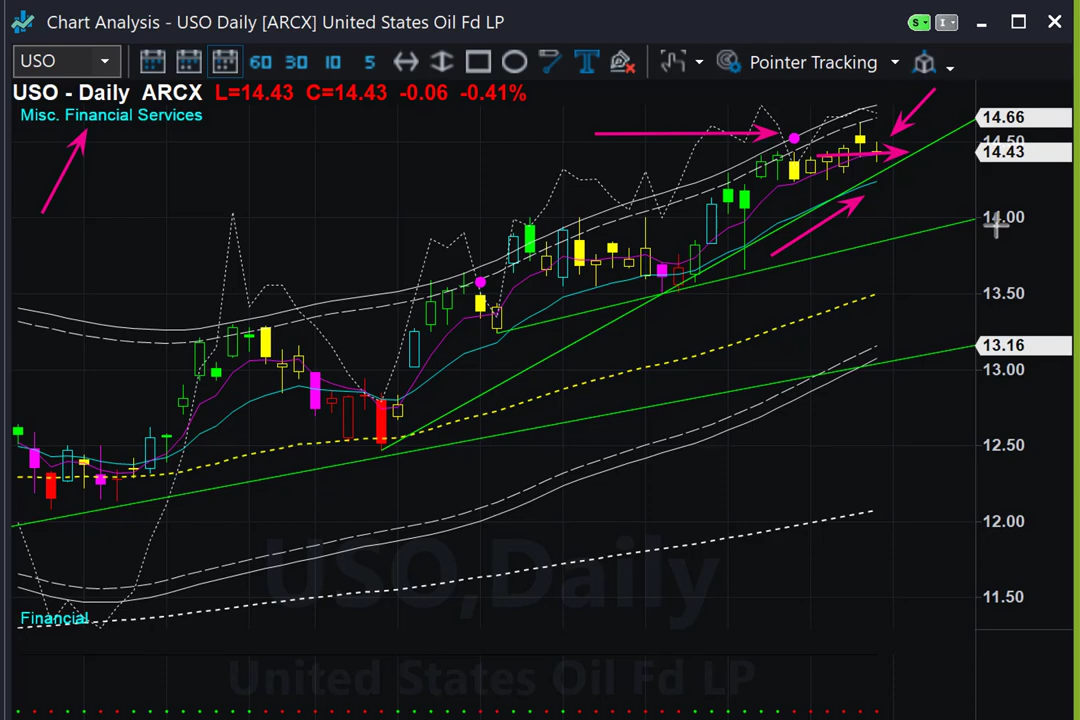 Chart Analysis - USO Daily [ARCX] United States Oil Fd LP
S
I
USO
60 30 10 5 T Pointer Tracking
USO - Daily ARCX L=14.43 C=14.43 -0.06 -0.41%
Misc. Financial Services
14.66
14.50
14.43
14.00
13.50
13.16
13.00
12.50
12.00
11.50
USO,Daily
Financial
United States Oil Fd LP